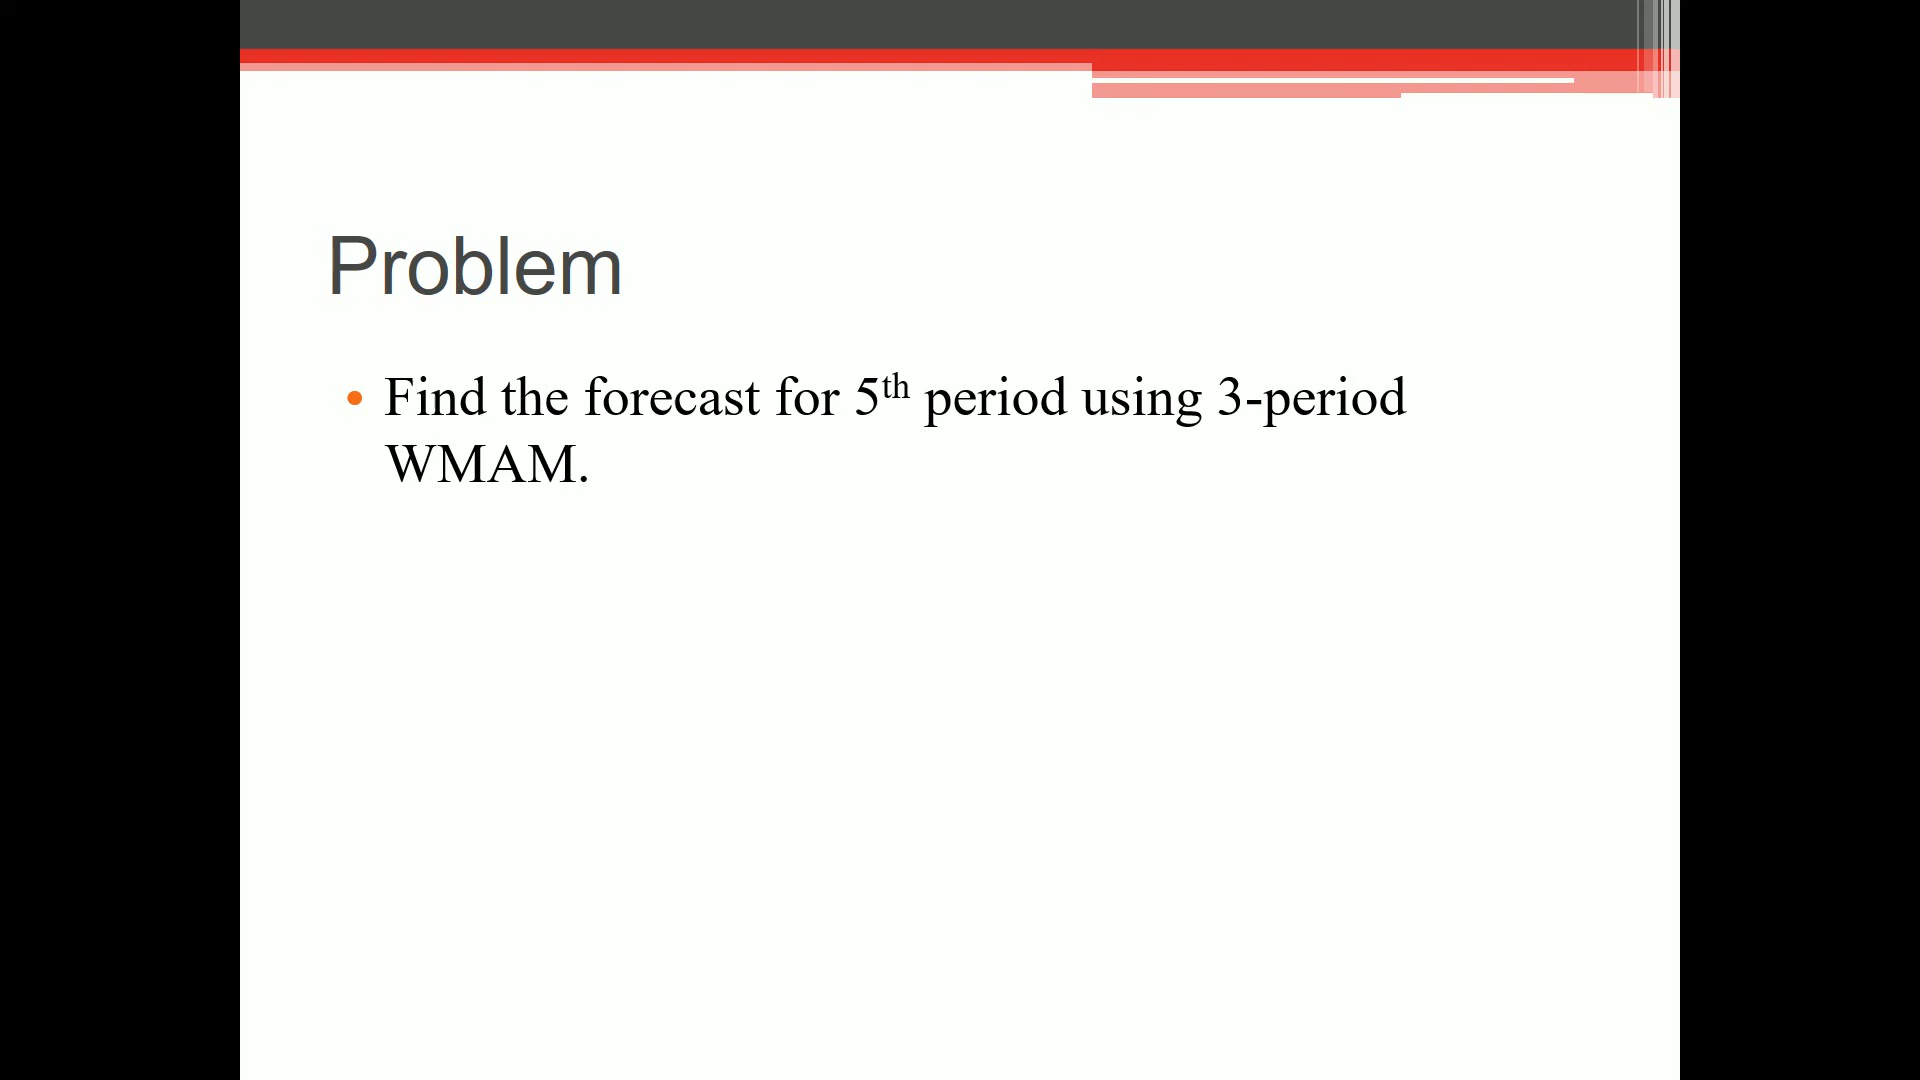 Problem
• Find the forecast for 5th period using 3-period
WMAM.